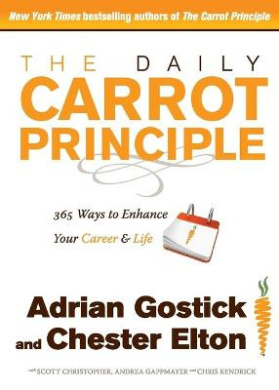 New York Times bestselling authors of The Carrot Principle
THE DAILY
CARROT
PRINCIPLE
365 Ways to Enhance
Your Career & Life
Adrian Gostick
and Chester Elton
with SCOTT CHRISTOPHER, ANDREA GAPPMAYER and CHRIS KENDRICK